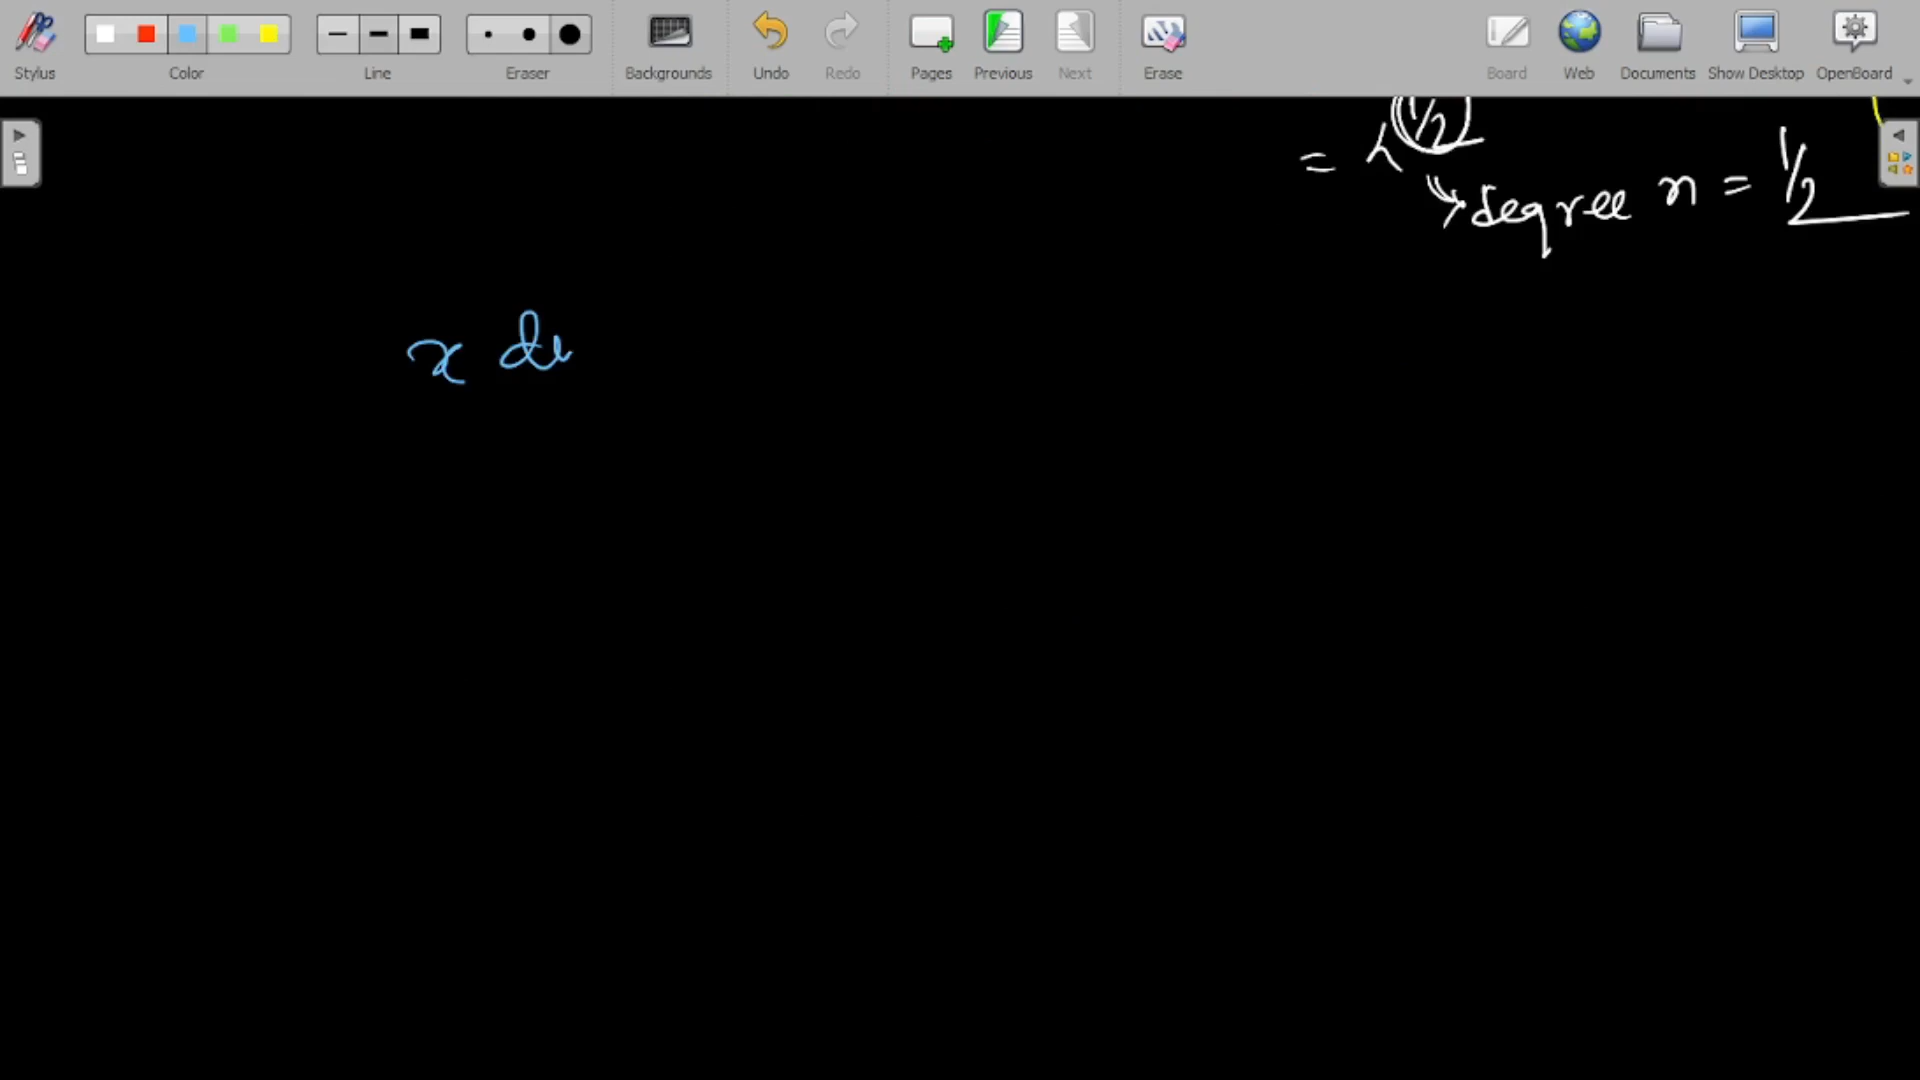 Stylus Color Line Eraser Backgrounds Undo Redo Pages Previous Next Erase Board Web Documents Show Desktop OpenBoard
= λ^(1/2)
degree n = 1/2
x du